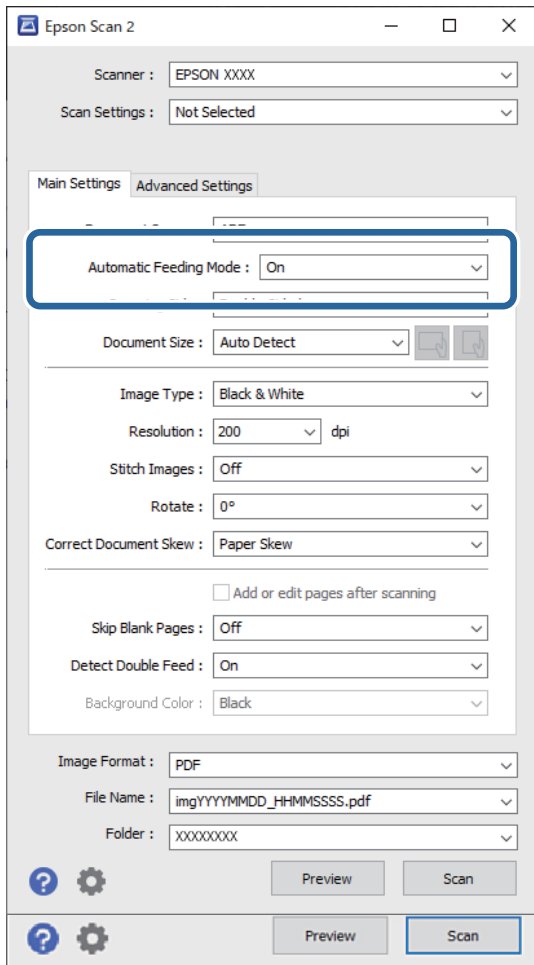 Epson Scan 2
Scanner : EPSON XXXX
Scan Settings : Not Selected
Main Settings Advanced Settings
Automatic Feeding Mode : On
Document Size : Auto Detect
Image Type : Black & White
Resolution : 200 dpi
Stitch Images : Off
Rotate : 0°
Correct Document Skew : Paper Skew
Add or edit pages after scanning
Skip Blank Pages : Off
Detect Double Feed : On
Background Color : Black
Image Format : PDF
File Name : imgYYYYMMDD_HHMMSSSS.pdf
Folder : XXXXXXXX
Preview Scan
Preview Scan